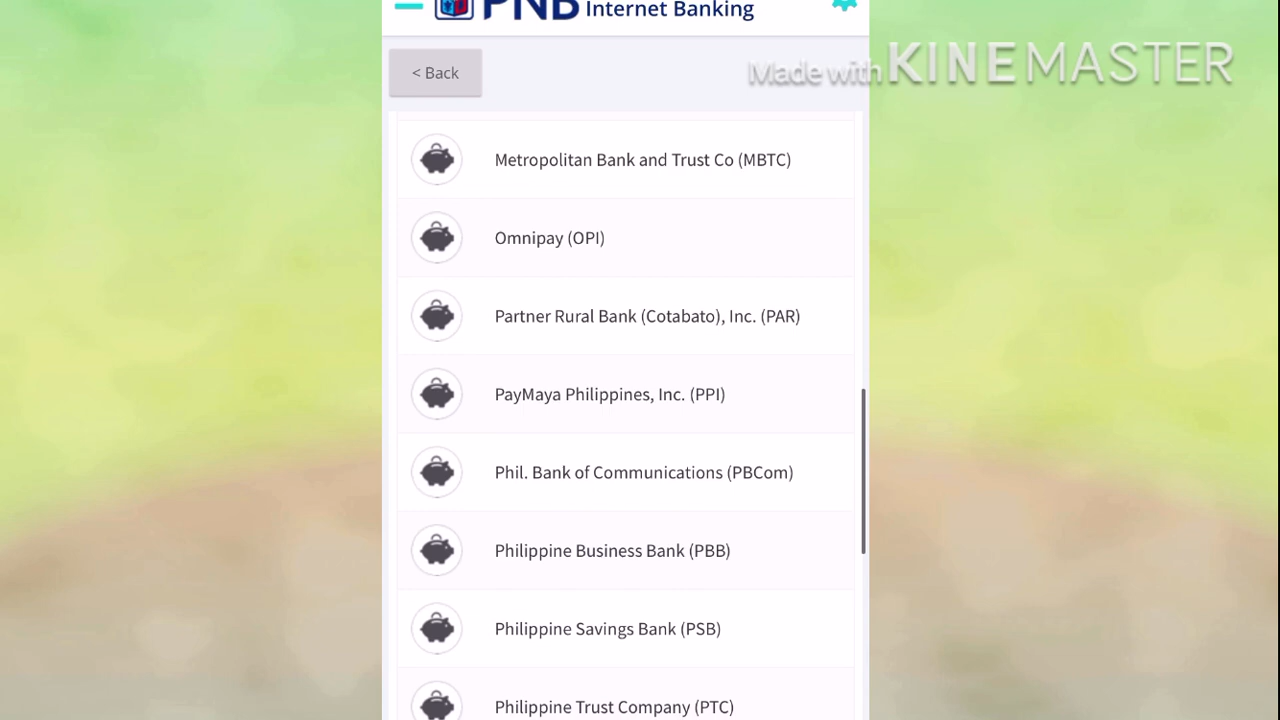 PNB Internet Banking
< Back
Made with KINEMASTER
Metropolitan Bank and Trust Co (MBTC)
Omnipay (OPI)
Partner Rural Bank (Cotabato), Inc. (PAR)
PayMaya Philippines, Inc. (PPI)
Phil. Bank of Communications (PBCom)
Philippine Business Bank (PBB)
Philippine Savings Bank (PSB)
Philippine Trust Company (PTC)